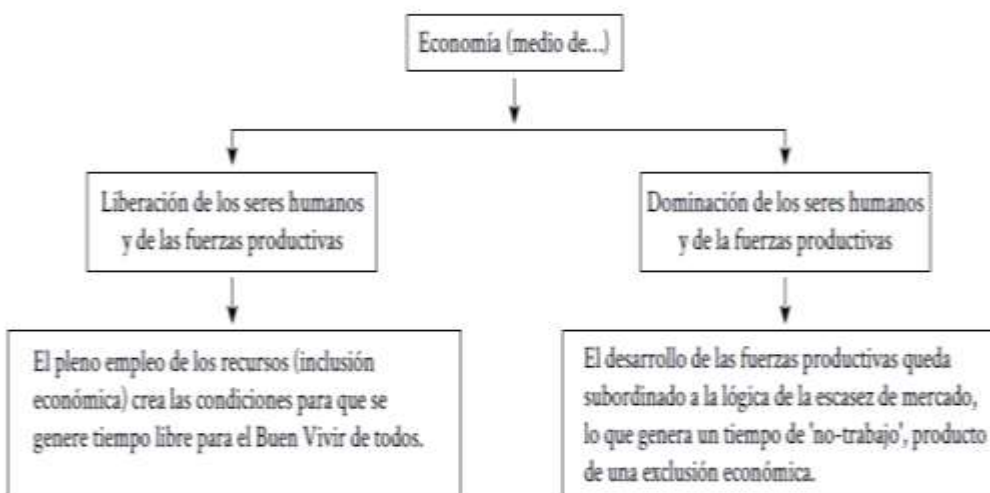 Economía (medio de...)
Liberación de los seres humanos
y de las fuerzas productivas
Dominación de los seres humanos
y de la fuerzas productivas
El pleno empleo de los recursos (inclusión
económica) crea las condiciones para que se
genere tiempo libre para el Buen Vivir de todos.
El desarrollo de las fuerzas productivas queda
subordinado a la lógica de la escasez de mercado,
lo que genera un tiempo de 'no-trabajo', producto
de una exclusión económica.